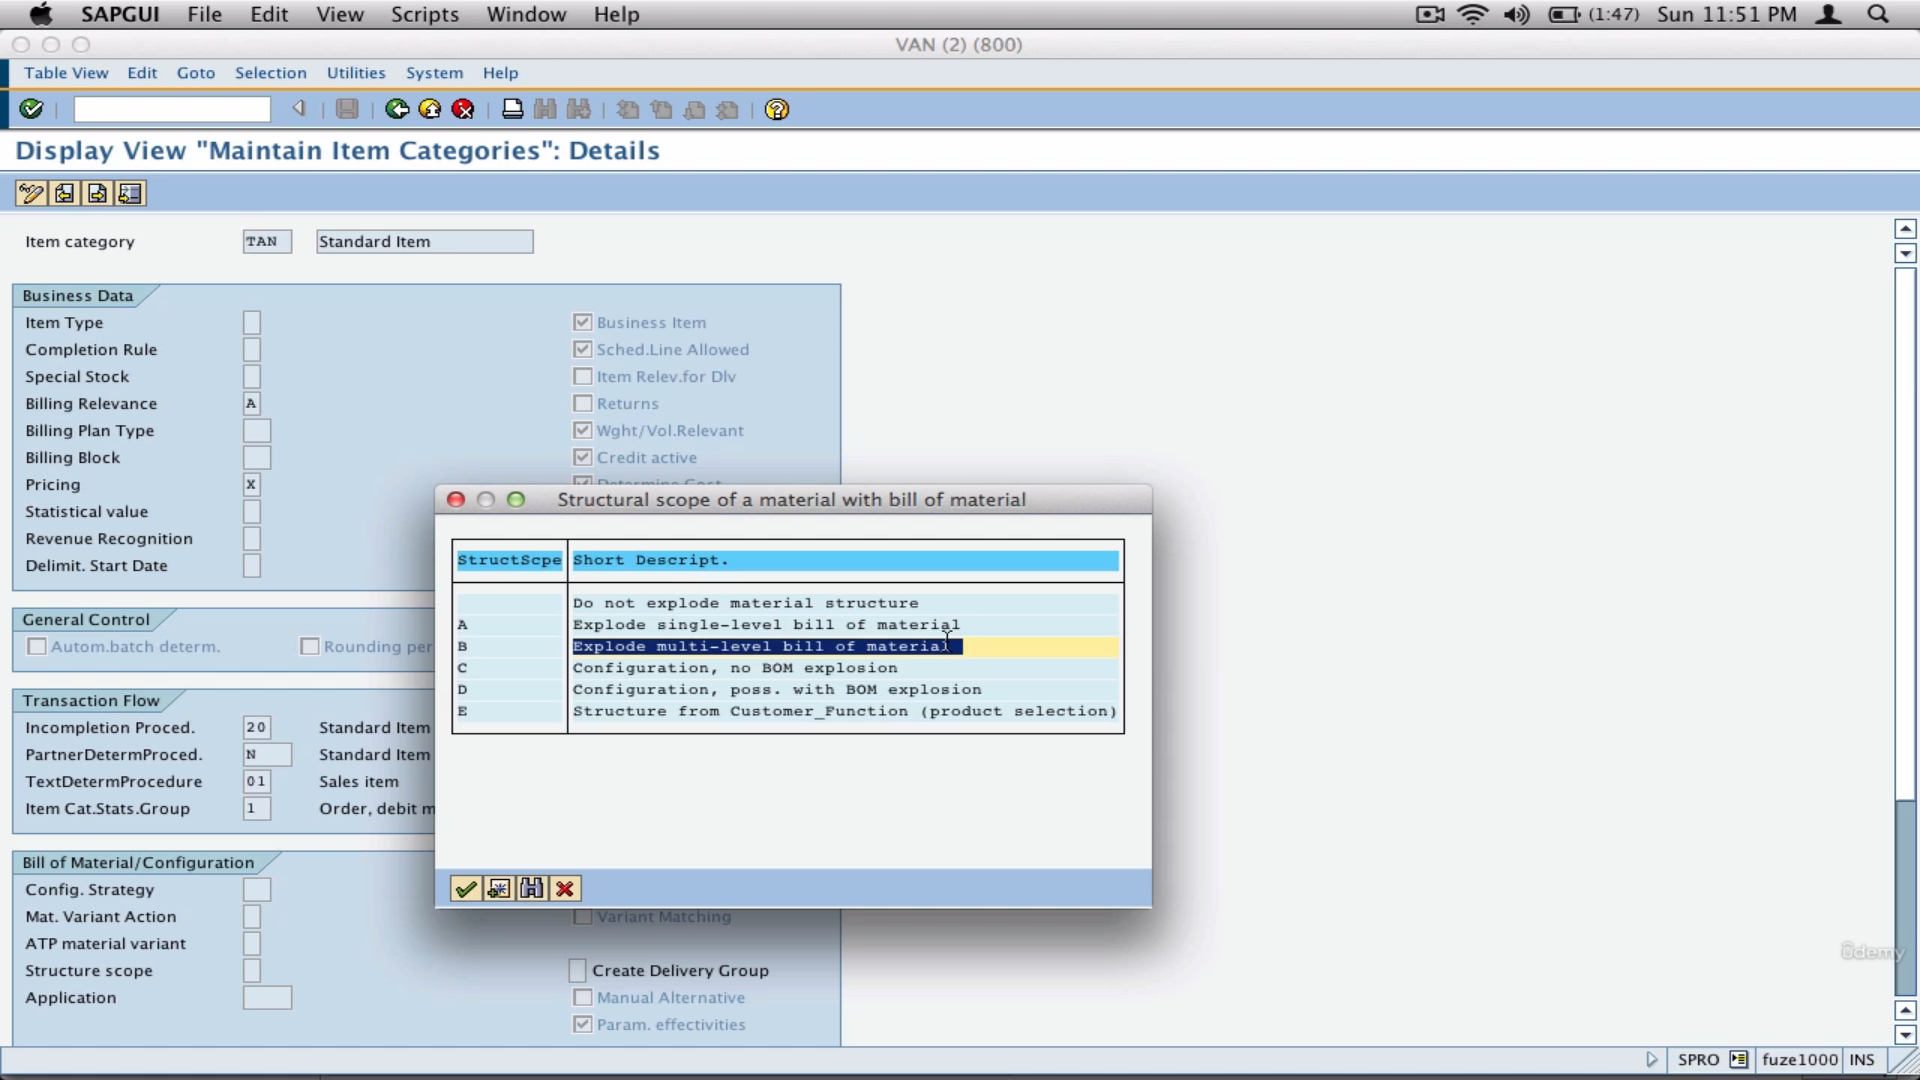 SAPGUI File Edit View Scripts Window Help (1:47) Sun 11:51 PM
VAN (2) (800)
Table View Edit Goto Selection Utilities System Help
Display View "Maintain Item Categories": Details
Item category TAN Standard Item
Business Data
Item Type Business Item
Completion Rule Sched.Line Allowed
Special Stock Item Relev.for Dlv
Billing Relevance A Returns
Billing Plan Type Wght/Vol.Relevant
Billing Block Credit active
Pricing X Determine Cost
Statistical value
Revenue Recognition
Delimit. Start Date
General Control
Autom.batch determ. Rounding per
Transaction Flow
Incompletion Proced. 20 Standard Item
PartnerDetermProced. N Standard Item
TextDetermProcedure 01 Sales item
Item Cat.Stats.Group 1 Order, debit m
Bill of Material/Configuration
Config. Strategy
Mat. Variant Action Variant Matching
ATP material variant
Structure scope Create Delivery Group
Application Manual Alternative
Param. effectivities
Structural scope of a material with bill of material
StructScpe Short Descript.
Do not explode material structure
A Explode single-level bill of material
B Explode multi-level bill of material
C Configuration, no BOM explosion
D Configuration, poss. with BOM explosion
E Structure from Customer_Function (product selection)
ûdemy
SPRO fuze1000 INS